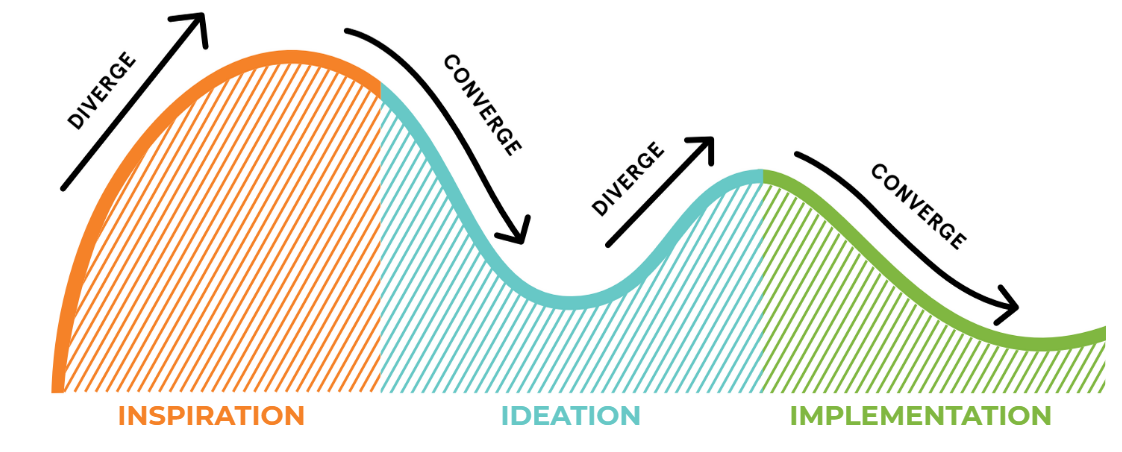 DIVERGE
CONVERGE
DIVERGE
CONVERGE
INSPIRATION
IDEATION
IMPLEMENTATION